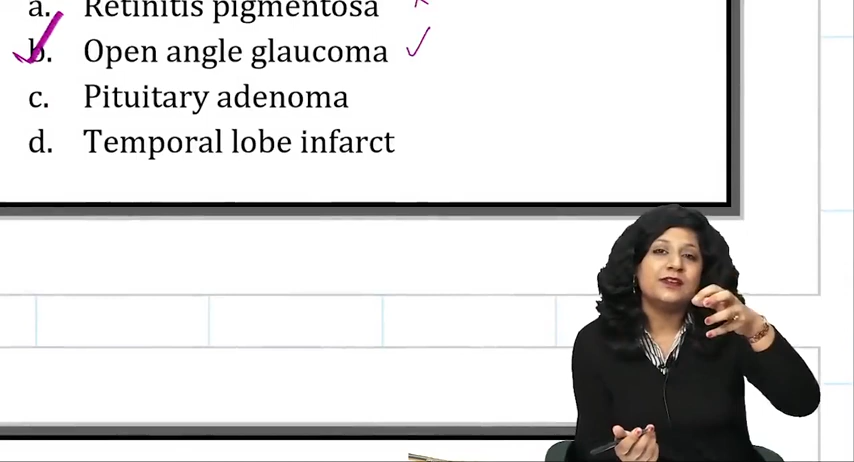 a. Retinitis pigmentosa
b. Open angle glaucoma
c. Pituitary adenoma
d. Temporal lobe infarct